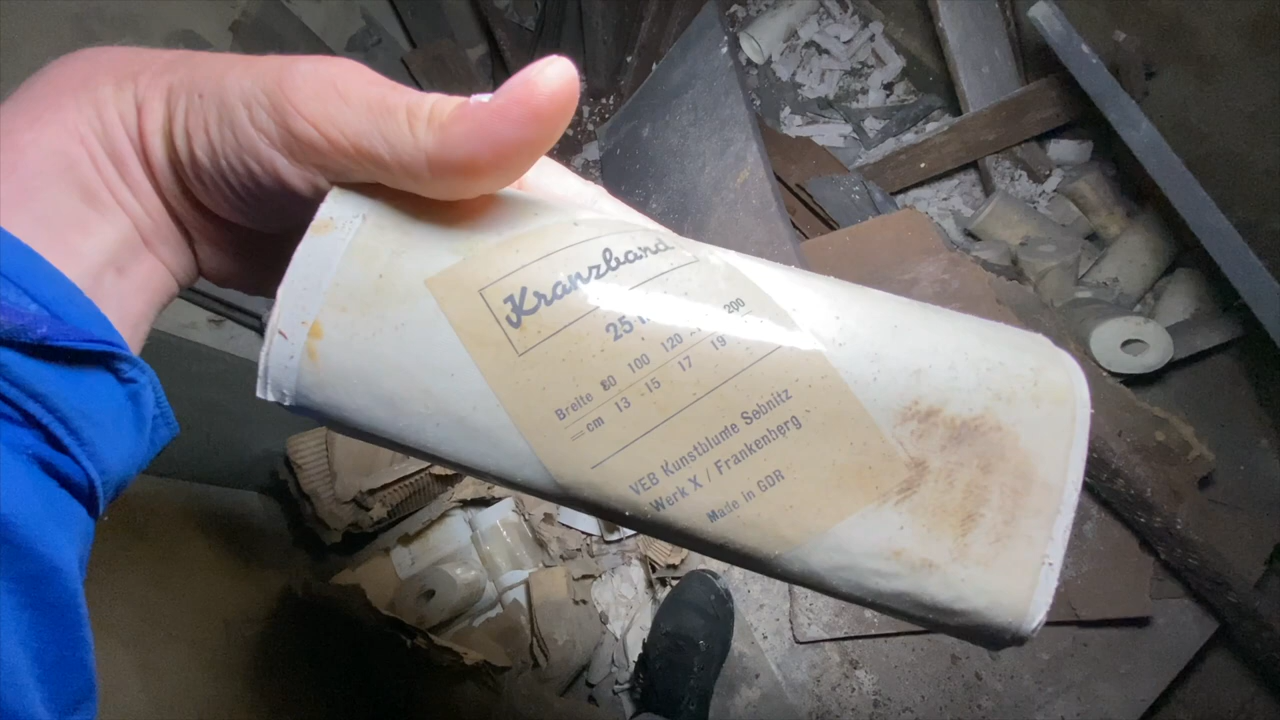 Kranzband
25
Breite 80 100 120 200
= cm 13 15 17 19
VEB Kunstblume Sebnitz
Werk X / Frankenberg
Made in GDR